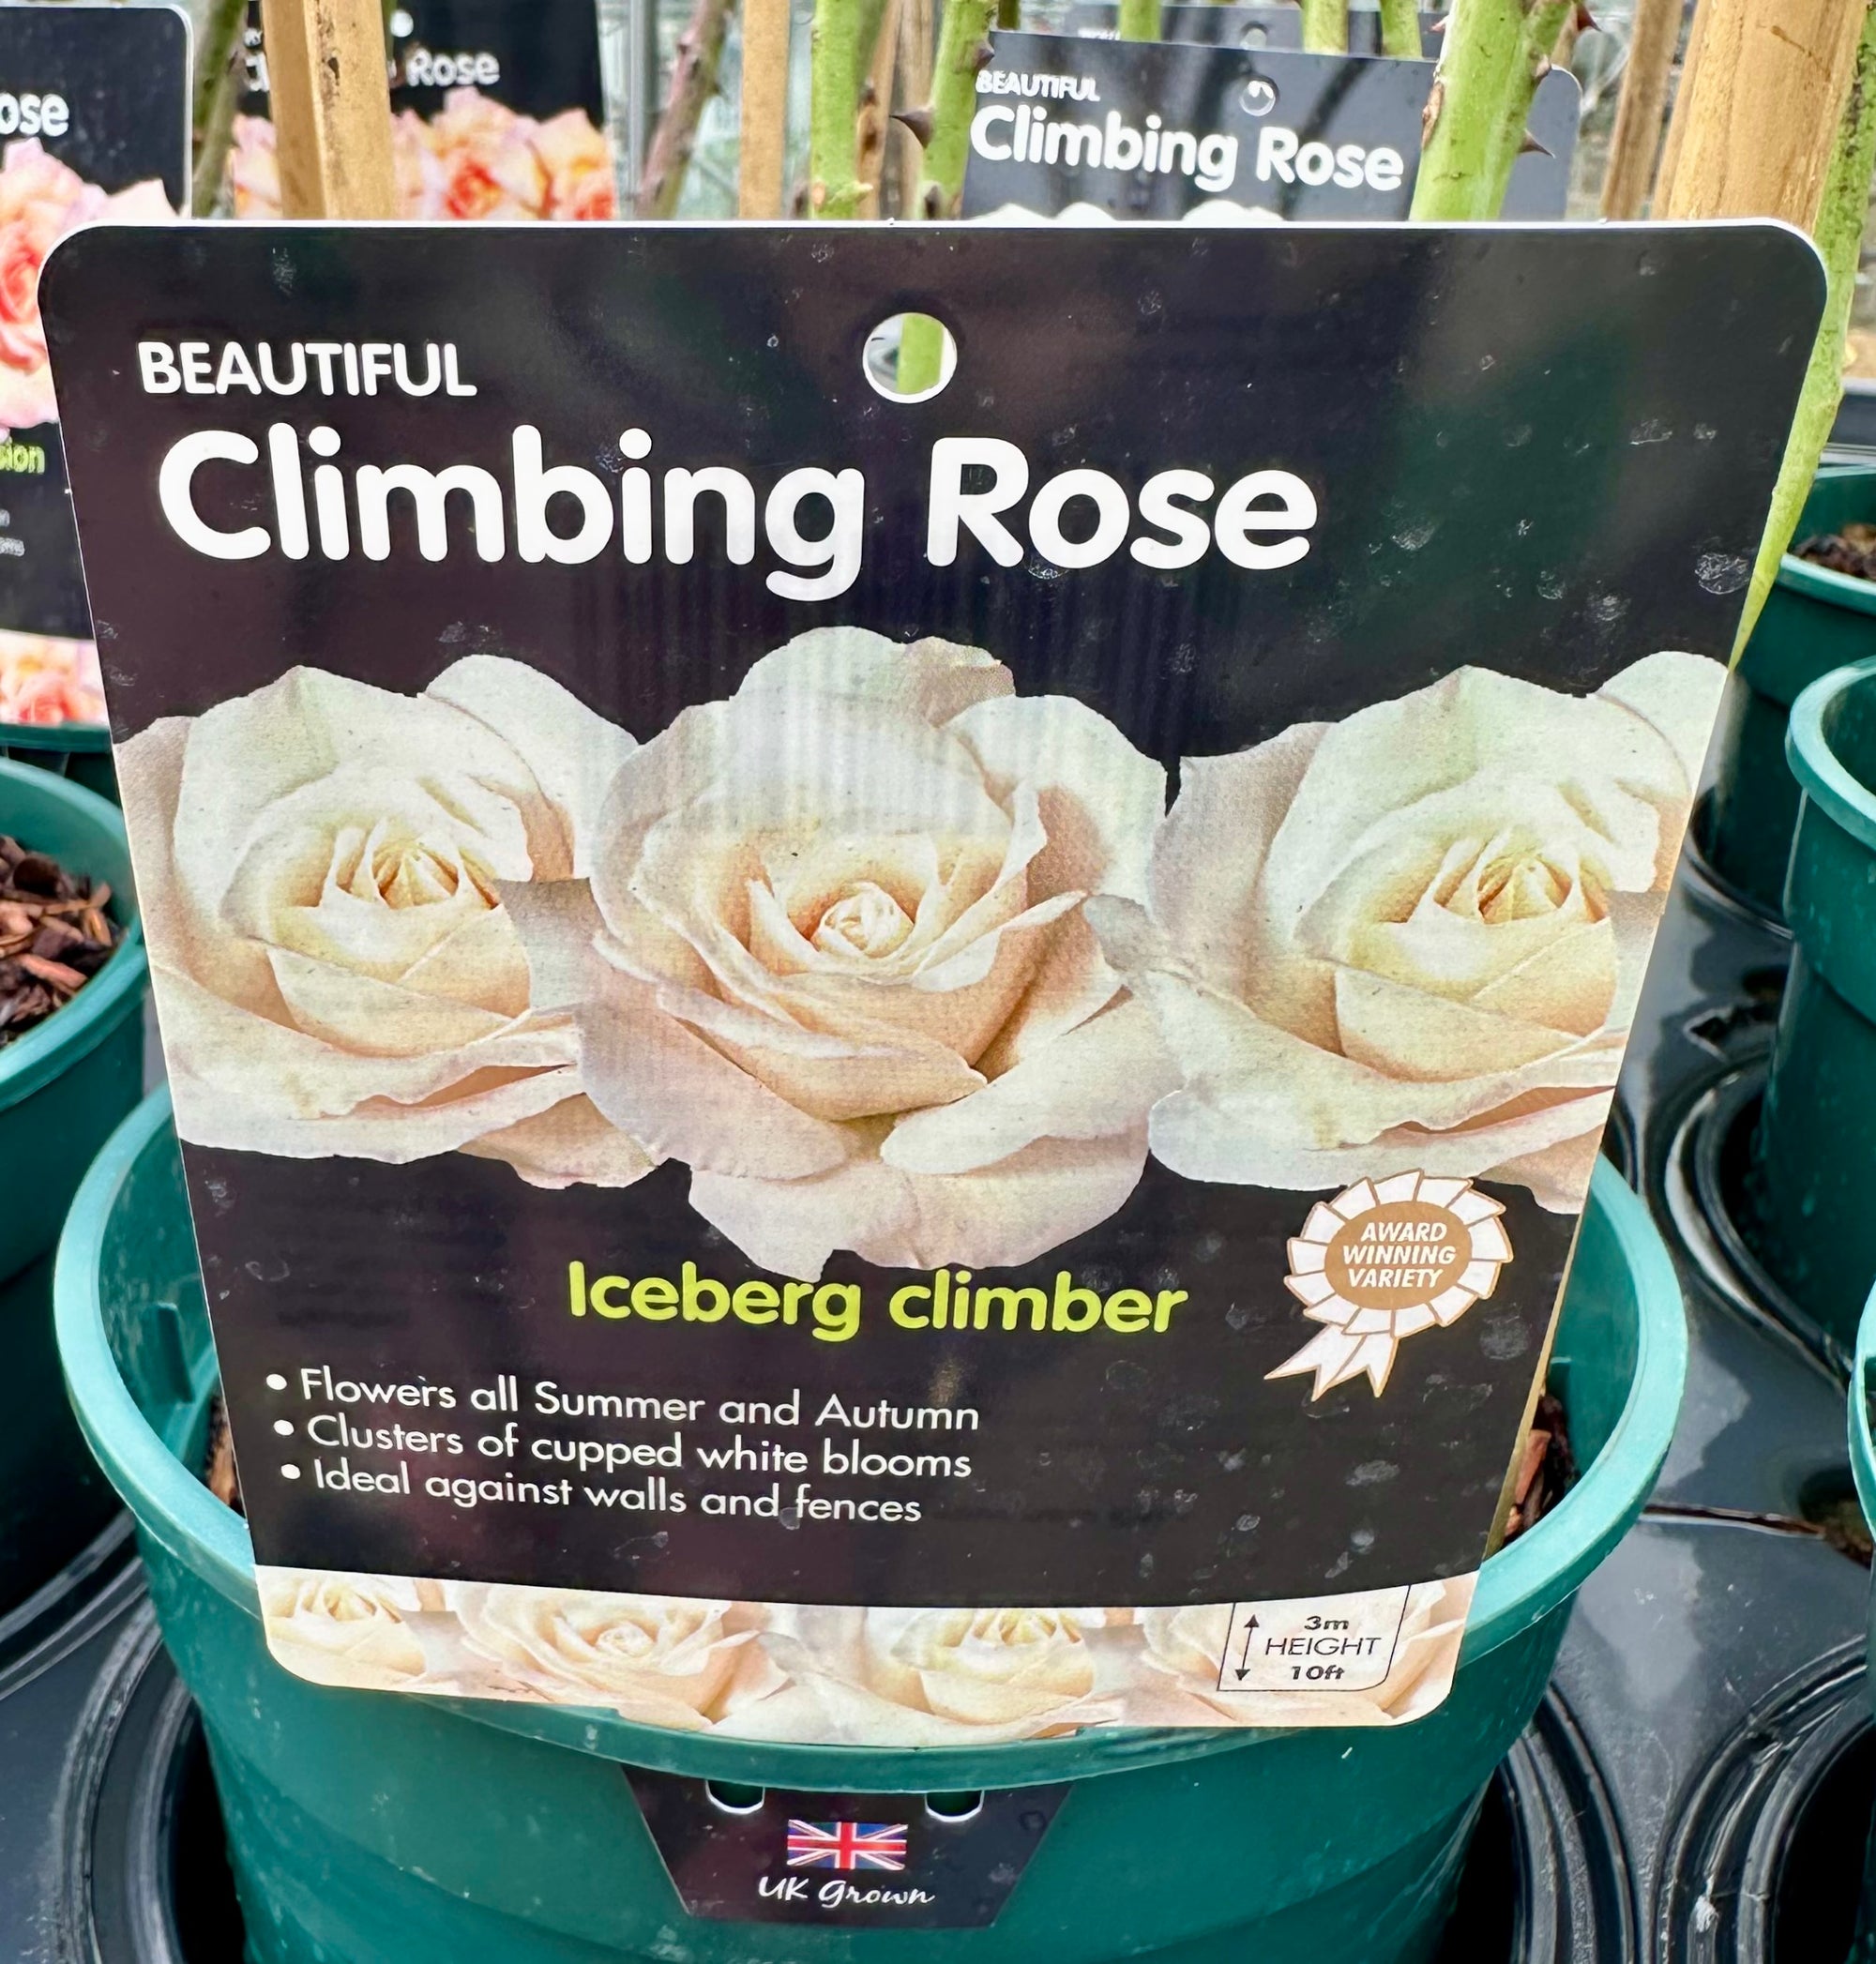 Rose
BEAUTIFUL
Climbing Rose
BEAUTIFUL
Climbing Rose
Iceberg climber
AWARD
WINNING
VARIETY
• Flowers all Summer and Autumn
• Clusters of cupped white blooms
• Ideal against walls and fences
3m
HEIGHT
10ft
UK Grown